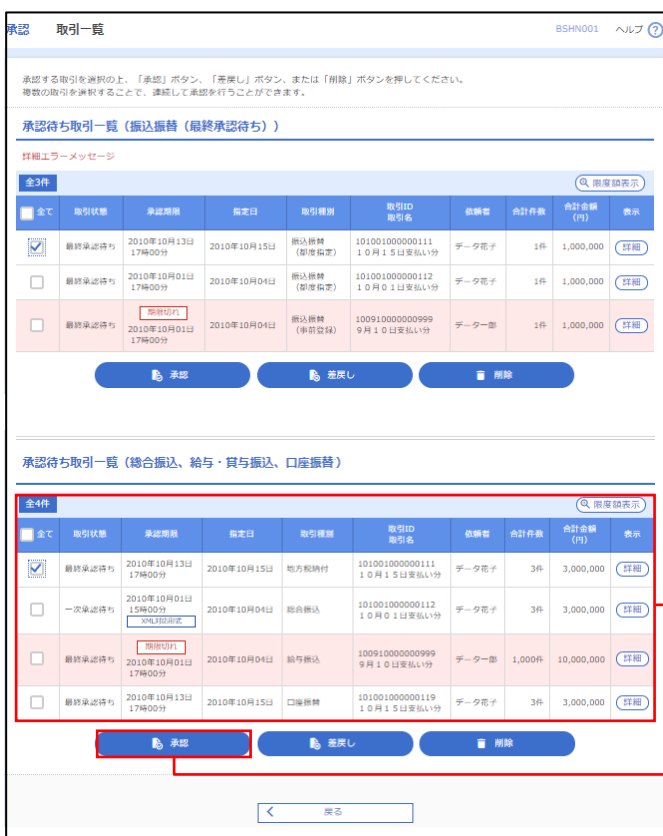 承認 取引一覧 BSHN001 ヘルプ ?
承認する取引を選択の上、「承認」ボタン、「差戻し」ボタン、または「削除」ボタンを押してください。
複数の取引を選択することで、連続して承認を行うことができます。
承認待ち取引一覧（振込振替（最終承認待ち））
詳細エラーメッセージ
全3件 限度額表示
全て 取引状態 承認期限 指定日 取引種別 取引ID 取引名 依頼者 合計件数 合計金額(円) 表示
最終承認待ち 2010年10月13日 17時00分 2010年10月15日 振込振替（都度指定） 101001000000111 １０月１５日支払い分 データ花子 1件 1,000,000 詳細
最終承認待ち 2010年10月01日 17時00分 2010年10月04日 振込振替（都度指定） 101001000000112 １０月０１日支払い分 データ花子 1件 1,000,000 詳細
最終承認待ち 期限切れ 2010年10月01日 17時00分 2010年10月04日 振込振替（事前登録） 100910000000999 ９月１０日支払い分 データ一郎 1件 1,000,000 詳細
承認 差戻し 削除
承認待ち取引一覧（総合振込、給与・賞与振込、口座振替）
全4件 限度額表示
全て 取引状態 承認期限 指定日 取引種別 取引ID 取引名 依頼者 合計件数 合計金額(円) 表示
最終承認待ち 2010年10月13日 17時00分 2010年10月15日 地方税納付 101001000000111 １０月１５日支払い分 データ花子 3件 3,000,000 詳細
一次承認待ち 2010年10月01日 15時00分 XML対応形式 2010年10月04日 総合振込 101001000000112 １０月０１日支払い分 データ花子 3件 3,000,000 詳細
最終承認待ち 期限切れ 2010年10月01日 17時00分 2010年10月04日 給与振込 100910000000999 ９月１０日支払い分 データ一郎 1,000件 10,000,000 詳細
最終承認待ち 2010年10月13日 17時00分 2010年10月15日 口座振替 101001000000119 １０月１５日支払い分 データ花子 3件 3,000,000 詳細
承認 差戻し 削除
戻る